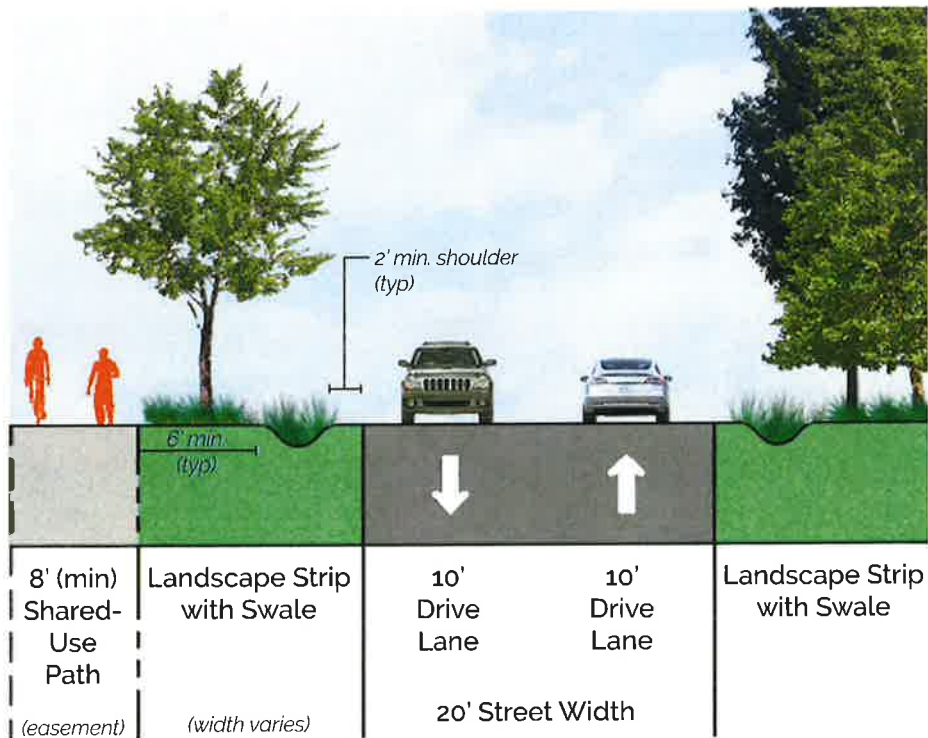 2' min. shoulder
(typ)
6' min.
(typ)
8' (min)
Shared-
Use
Path
(easement)
Landscape Strip
with Swale
(width varies)
10'
Drive
Lane
10'
Drive
Lane
20' Street Width
Landscape Strip
with Swale